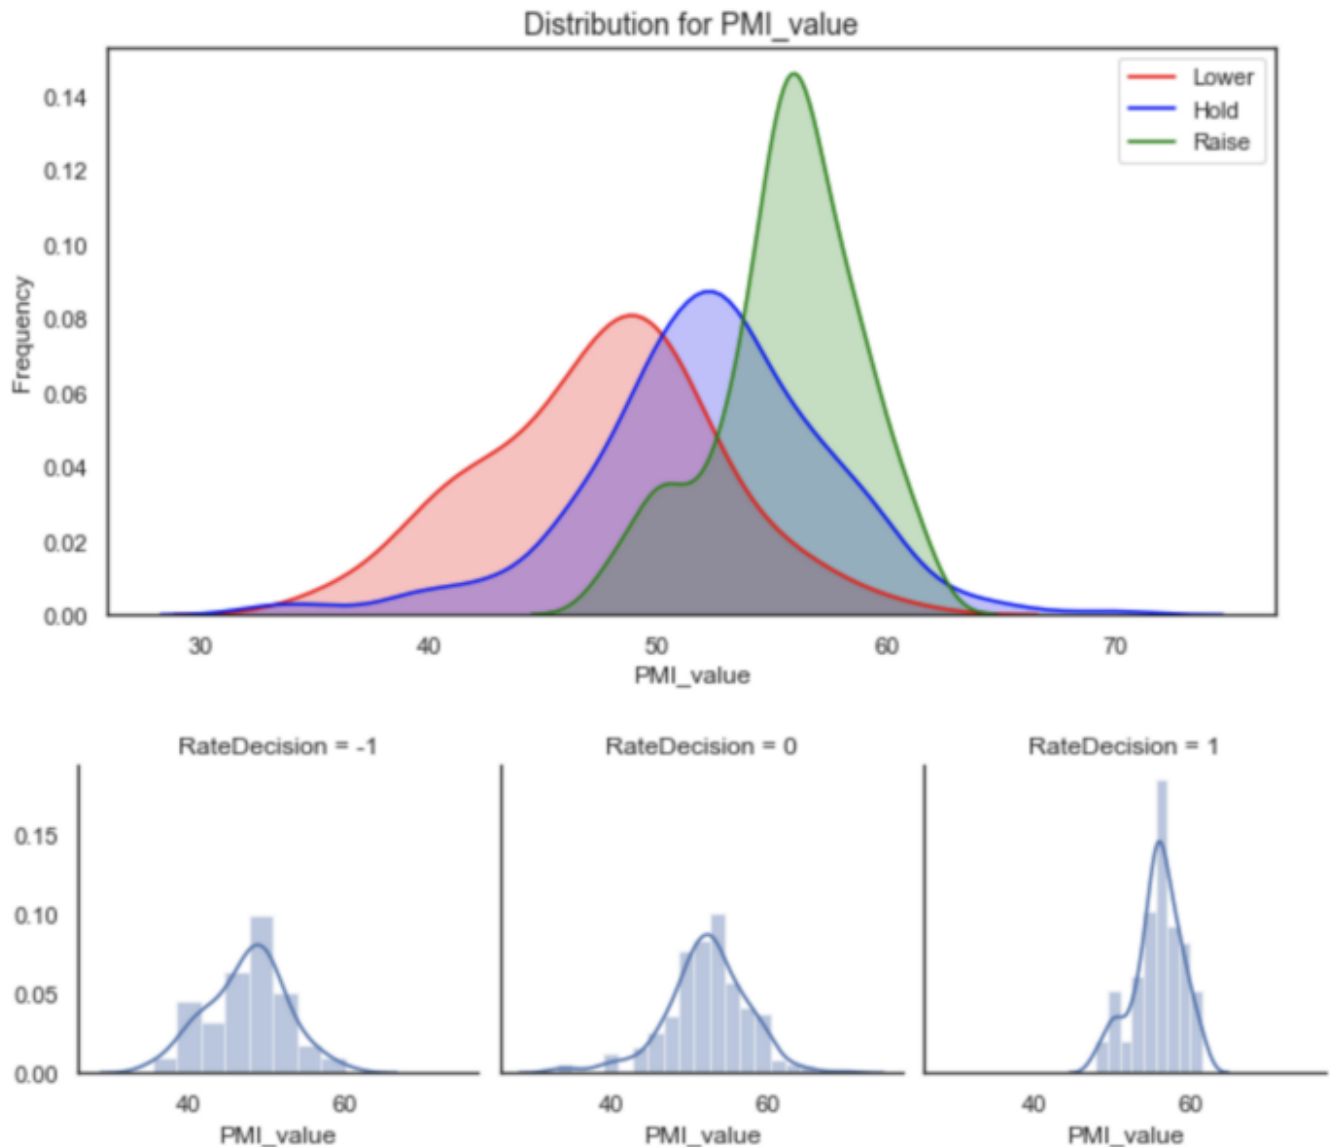 Distribution for PMI_value
Lower
Hold
Raise
0.14
0.12
0.10
0.08
0.06
0.04
0.02
0.00
Frequency
30 40 50 60 70
PMI_value
RateDecision = -1 RateDecision = 0 RateDecision = 1
0.15
0.10
0.05
0.00
40 60 40 60 40 60
PMI_value PMI_value PMI_value